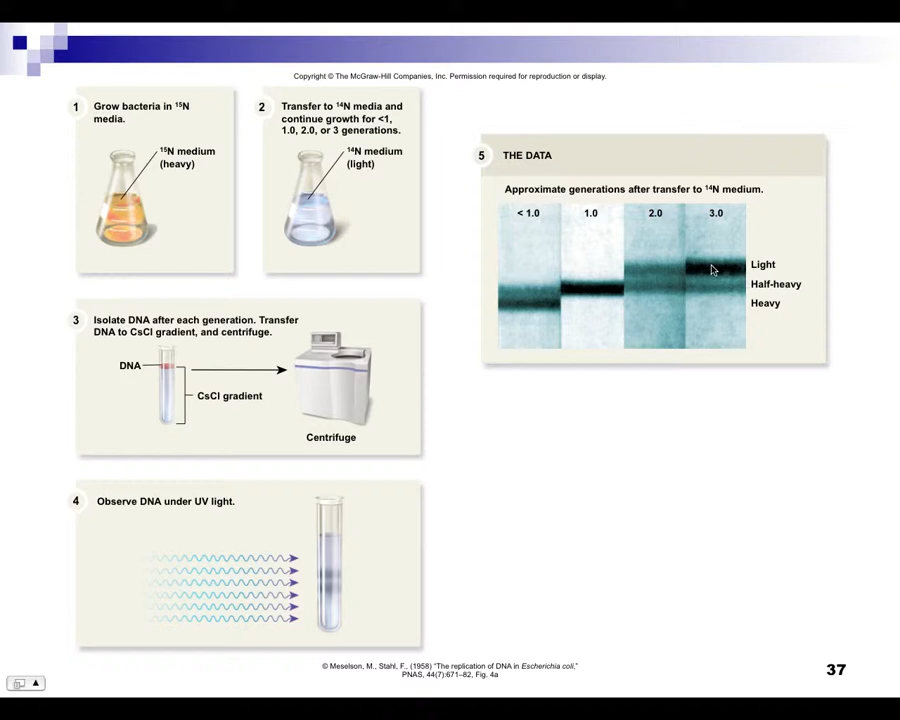 Copyright © The McGraw-Hill Companies, Inc. Permission required for reproduction or display.
1
Grow bacteria in ¹⁵N
media.
¹⁵N medium
(heavy)
2
Transfer to ¹⁴N media and
continue growth for <1,
1.0, 2.0, or 3 generations.
¹⁴N medium
(light)
3
Isolate DNA after each generation. Transfer
DNA to CsCl gradient, and centrifuge.
DNA
CsCl gradient
Centrifuge
4
Observe DNA under UV light.
5
THE DATA
Approximate generations after transfer to ¹⁴N medium.
< 1.0 1.0 2.0 3.0
Light
Half-heavy
Heavy
© Meselson, M., Stahl, F., (1958) “The replication of DNA in Escherichia coli,”
PNAS, 44(7):671–82, Fig. 4a
37